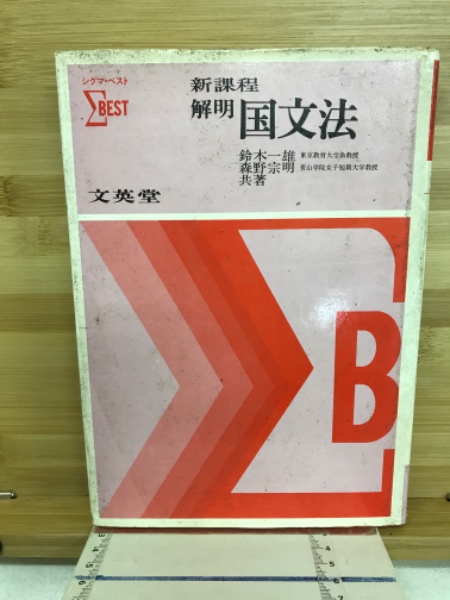 シグマ・ベスト
ΣBEST
新課程
解明 国文法
鈴木一雄 東京教育大学助教授
森野宗明 青山学院女子短期大学教授
共著
文英堂
ΣB